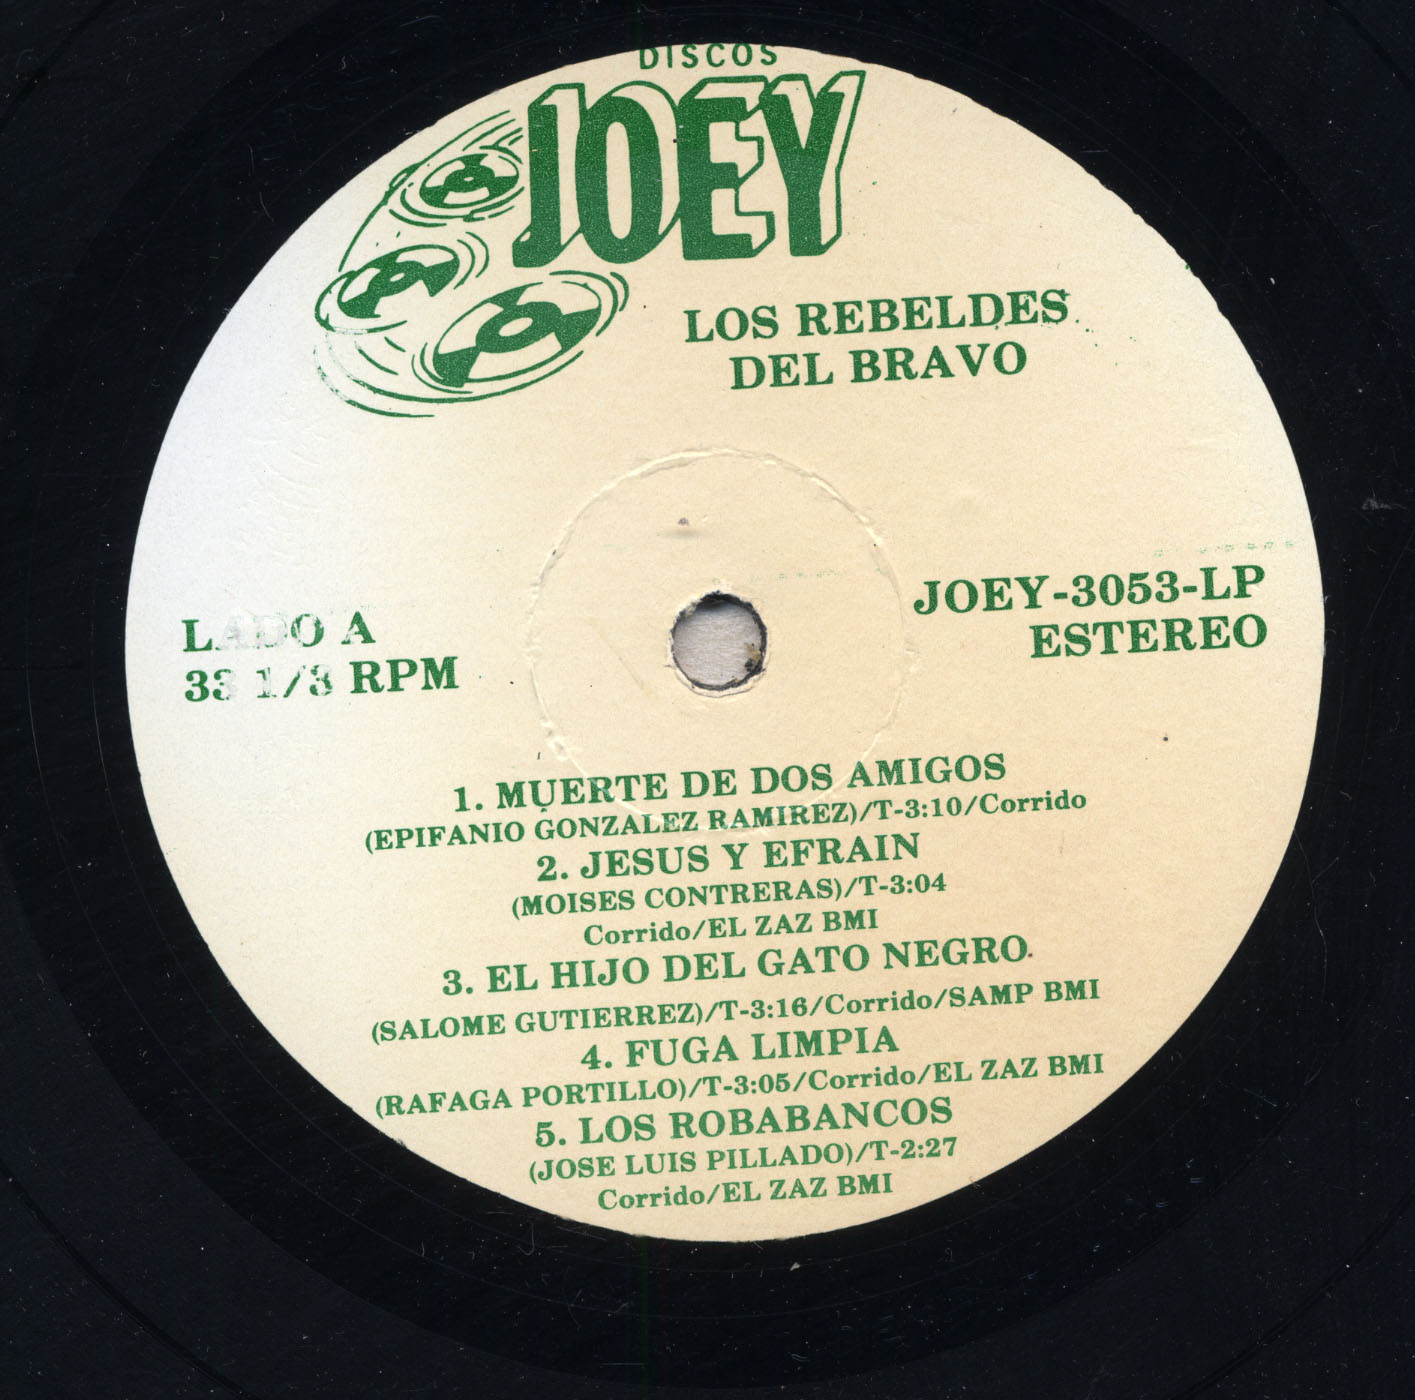 DISCOS
JOEY
LOS REBELDES
DEL BRAVO
LADO A
33 1/3 RPM
JOEY-3053-LP
ESTEREO
1. MUERTE DE DOS AMIGOS
(EPIFANIO GONZALEZ RAMIREZ)/T-3:10/Corrido
2. JESUS Y EFRAIN
(MOISES CONTRERAS)/T-3:04
Corrido/EL ZAZ BMI
3. EL HIJO DEL GATO NEGRO
(SALOME GUTIERREZ)/T-3:16/Corrido/SAMP BMI
4. FUGA LIMPIA
(RAFAGA PORTILLO)/T-3:05/Corrido/EL ZAZ BMI
5. LOS ROBABANCOS
(JOSE LUIS PILLADO)/T-2:27
Corrido/EL ZAZ BMI